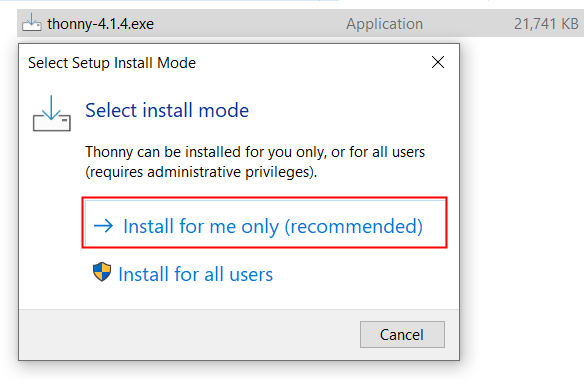 thonny-4.1.4.exe Application 21,741 KB
Select Setup Install Mode
Select install mode
Thonny can be installed for you only, or for all users
(requires administrative privileges).
Install for me only (recommended)
Install for all users
Cancel